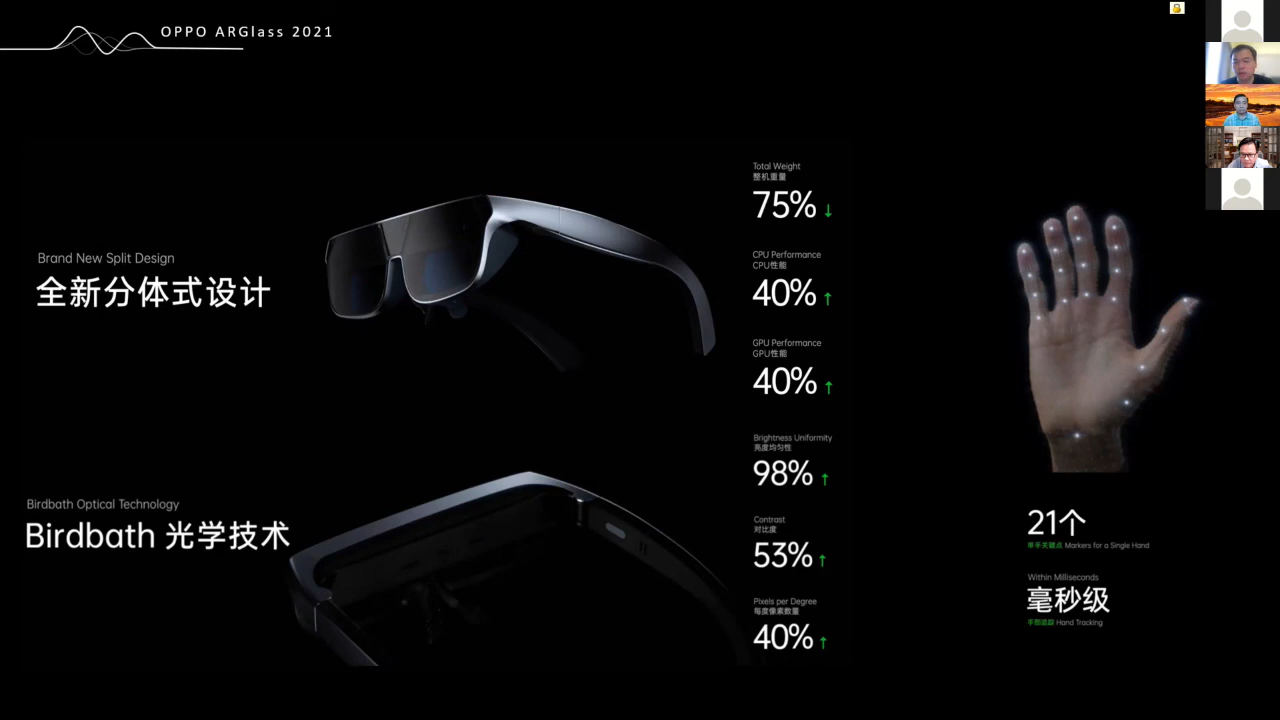 OPPO ARGlass 2021
Brand New Split Design
全新分体式设计
Birdbath Optical Technology
Birdbath 光学技术
Total Weight
整机重量
75% ↓
CPU Performance
CPU性能
40% ↑
GPU Performance
GPU性能
40% ↑
Brightness Uniformity
亮度均匀性
98% ↑
Contrast
对比度
53% ↑
Pixels per Degree
每度像素数量
40% ↑
21个
单手关键点 Markers for a Single Hand
Within Milliseconds
毫秒级
手部追踪 Hand Tracking